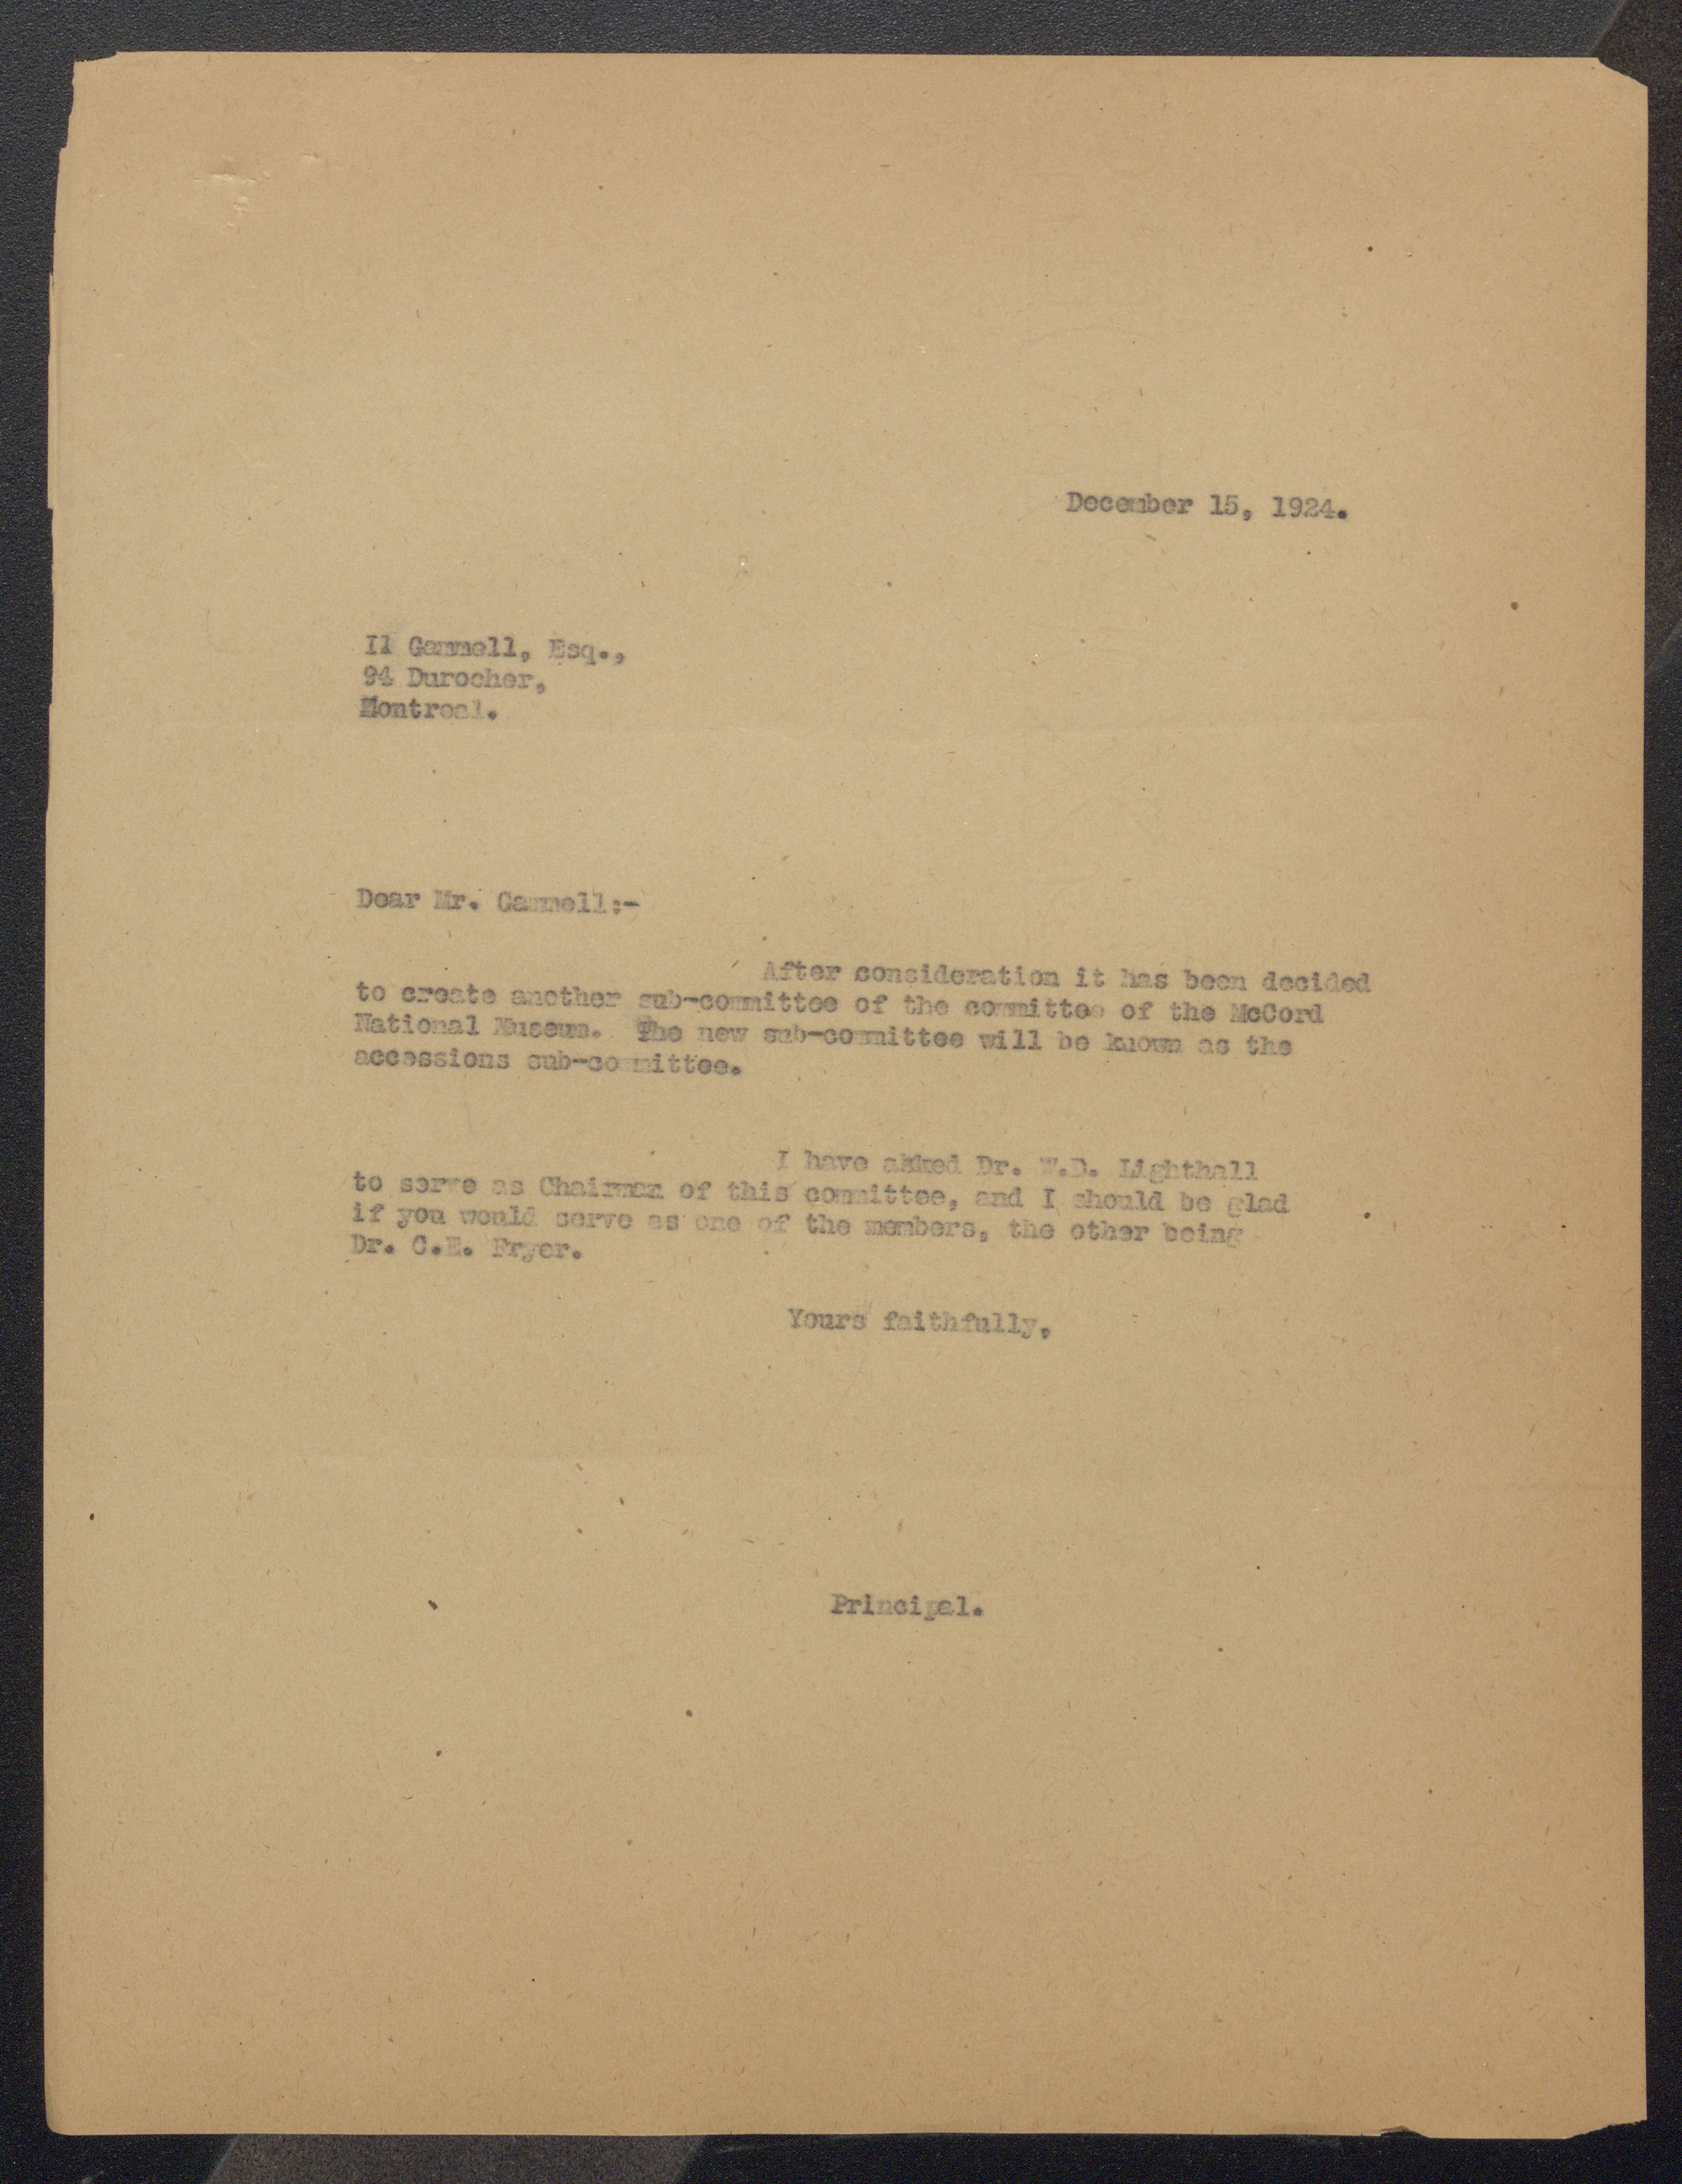 December 15, 1924.
Il Gammell, Esq.,
94 Durocher,
Montreal.
Dear Mr. Gammell:-
After consideration it has been decided
to create another sub-committee of the committee of the McCord
National Museum. The new sub-committee will be known as the
accessions sub-committee.
I have asked Dr. W.D. Lighthall
to serve as Chairman of this committee, and I should be glad
if you would serve as one of the members, the other being
Dr. C.E. Fryer.
Yours faithfully,
Principal.